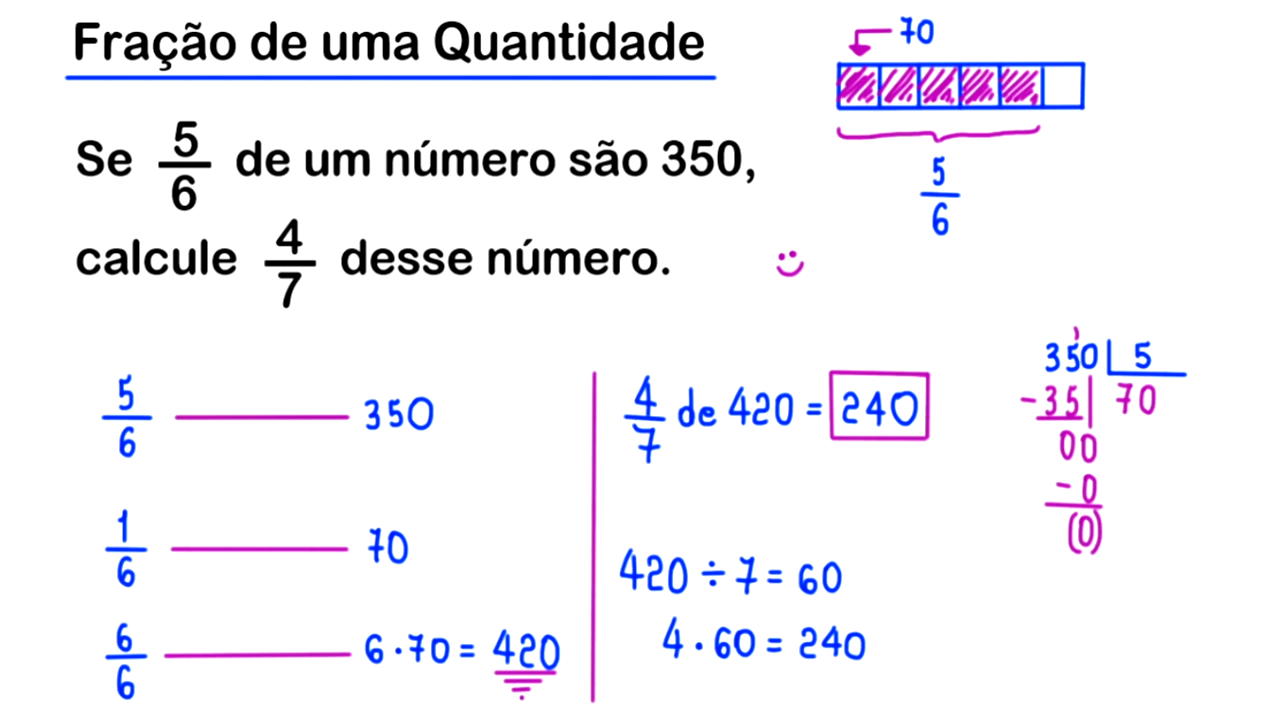 Fração de uma Quantidade
70
Se 5/6 de um número são 350,
5/6
calcule 4/7 desse número.
5/6 350
1/6 70
6/6 6·70 = 420
4/7 de 420 = 240
420 ÷ 7 = 60
4·60 = 240
350 5
-35 70
00
-0
(0)